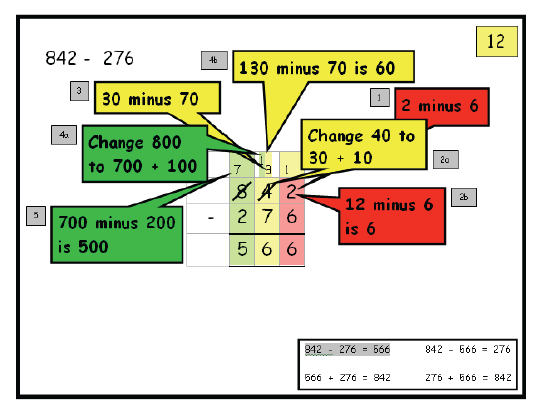 12
842 - 276
4b
130 minus 70 is 60
3
30 minus 70
1
2 minus 6
4a
Change 800
to 700 + 100
Change 40 to
30 + 10
2a
7 1 3 1
8 4 2
- 2 7 6
5 6 6
12 minus 6
is 6
2b
5
700 minus 200
is 500
842 - 276 = 566 842 - 566 = 276
566 + 276 = 842 276 + 566 = 842